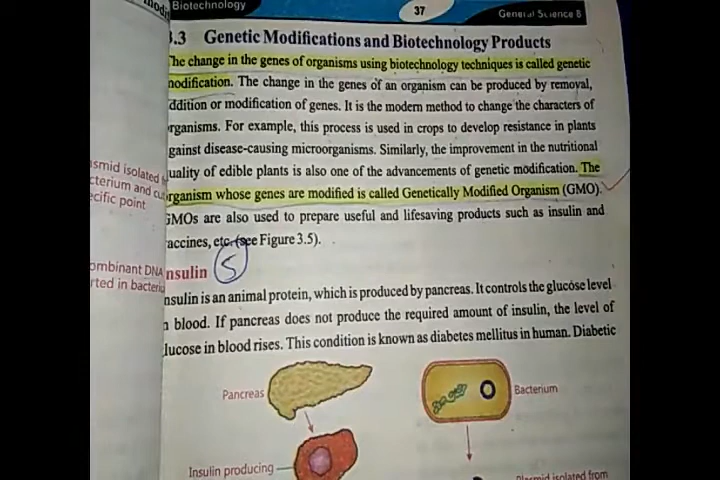 Biotechnology
37
General Science 8
.3 Genetic Modifications and Biotechnology Products
The change in the genes of organisms using biotechnology techniques is called genetic
modification. The change in the genes of an organism can be produced by removal,
ddition or modification of genes. It is the modern method to change the characters of
rganisms. For example, this process is used in crops to develop resistance in plants
gainst disease-causing microorganisms. Similarly, the improvement in the nutritional
uality of edible plants is also one of the advancements of genetic modification. The
rganism whose genes are modified is called Genetically Modified Organism (GMO).
GMOs are also used to prepare useful and lifesaving products such as insulin and
accines, etc. (see Figure 3.5).
5
smid isolated
cterium and cu
ecific point
ombinant DNA
rted in bacteriu
nsulin
nsulin is an animal protein, which is produced by pancreas. It controls the glucose level
n blood. If pancreas does not produce the required amount of insulin, the level of
lucose in blood rises. This condition is known as diabetes mellitus in human. Diabetic
Pancreas
Bacterium
Insulin producing
Plasmid isolated from